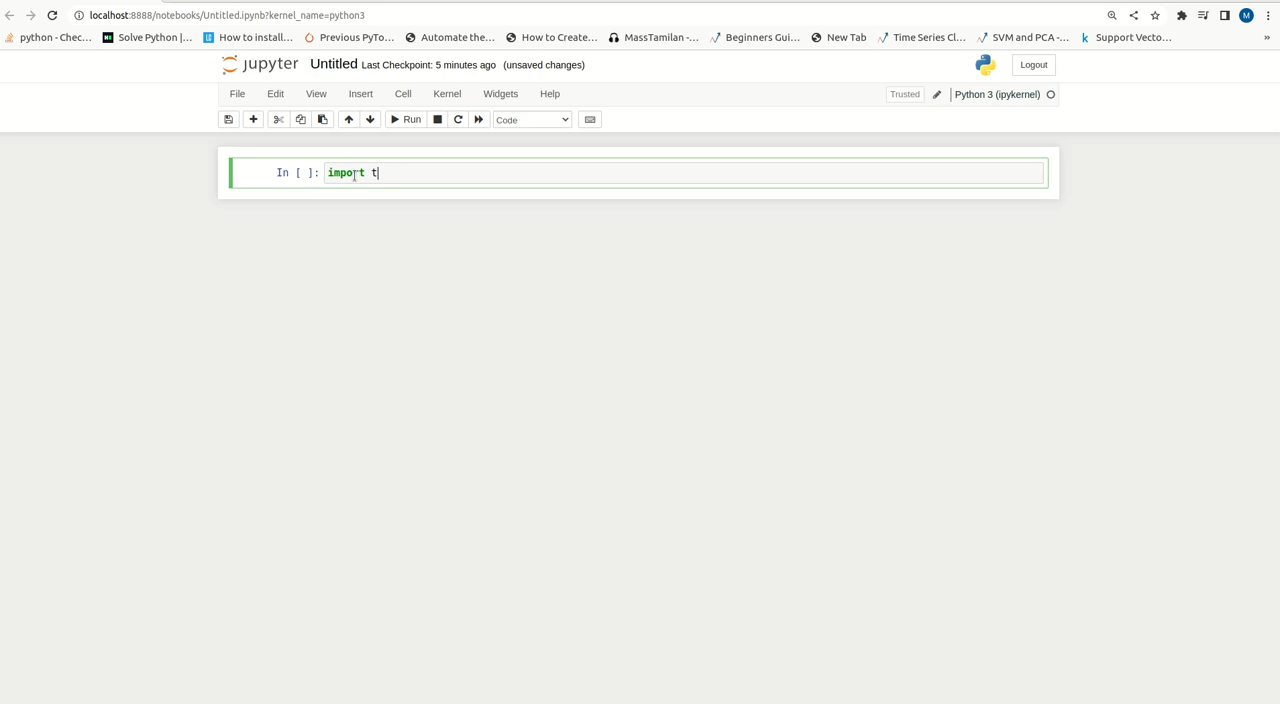 localhost:8888/notebooks/Untitled.ipynb?kernel_name=python3
M
python - Chec... Solve Python |... How to install... Previous PyTo... Automate the... How to Create... MassTamilan -... Beginners Gui... New Tab Time Series Cl... SVM and PCA -... Support Vecto... »
jupyter Untitled Last Checkpoint: 5 minutes ago (unsaved changes) Logout
File Edit View Insert Cell Kernel Widgets Help Trusted Python 3 (ipykernel)
Run Code
In [ ]: import t